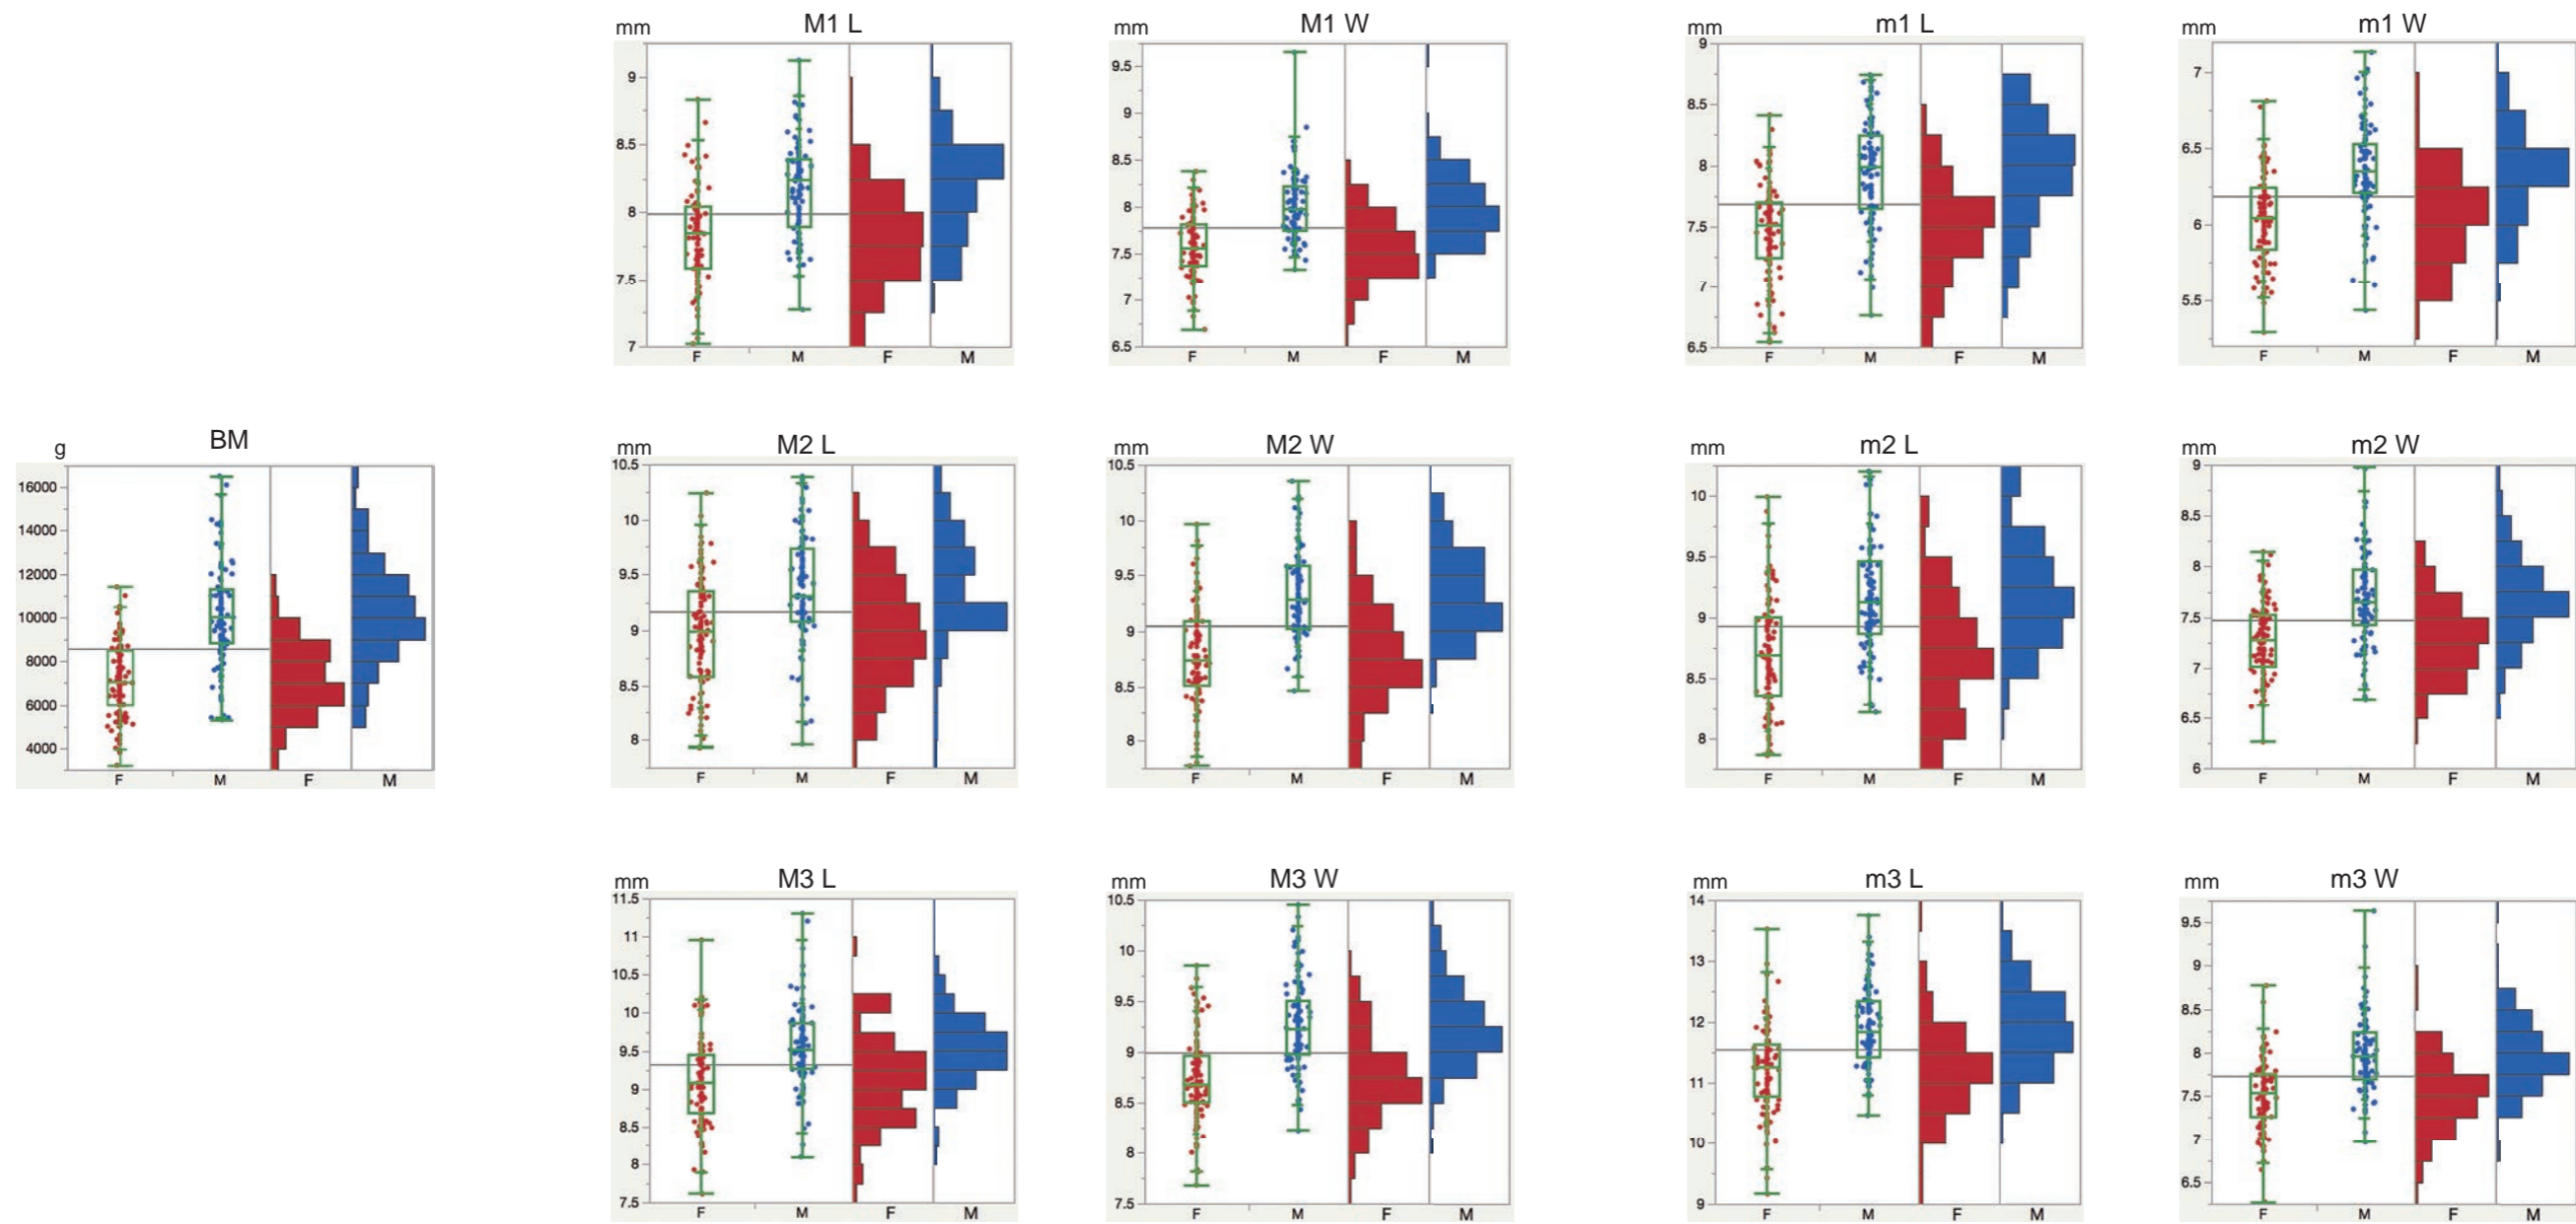 M1 L
mm
9
8.5
8
7.5
7
F M F M
M1 W
mm
9.5
9
8.5
8
7.5
7
6.5
F M F M
m1 L
mm
9
8.5
8
7.5
7
6.5
F M F M
m1 W
mm
7
6.5
6
5.5
F M F M
BM
g
16000
14000
12000
10000
8000
6000
4000
F M F M
M2 L
mm
10.5
10
9.5
9
8.5
8
F M F M
M2 W
mm
10.5
10
9.5
9
8.5
8
F M F M
m2 L
mm
10
9.5
9
8.5
8
F M F M
m2 W
mm
9
8.5
8
7.5
7
6.5
6
F M F M
M3 L
mm
11.5
11
10.5
10
9.5
9
8.5
8
7.5
F M F M
M3 W
mm
10.5
10
9.5
9
8.5
8
7.5
F M F M
m3 L
mm
14
13
12
11
10
9
F M F M
m3 W
mm
9.5
9
8.5
8
7.5
7
6.5
F M F M